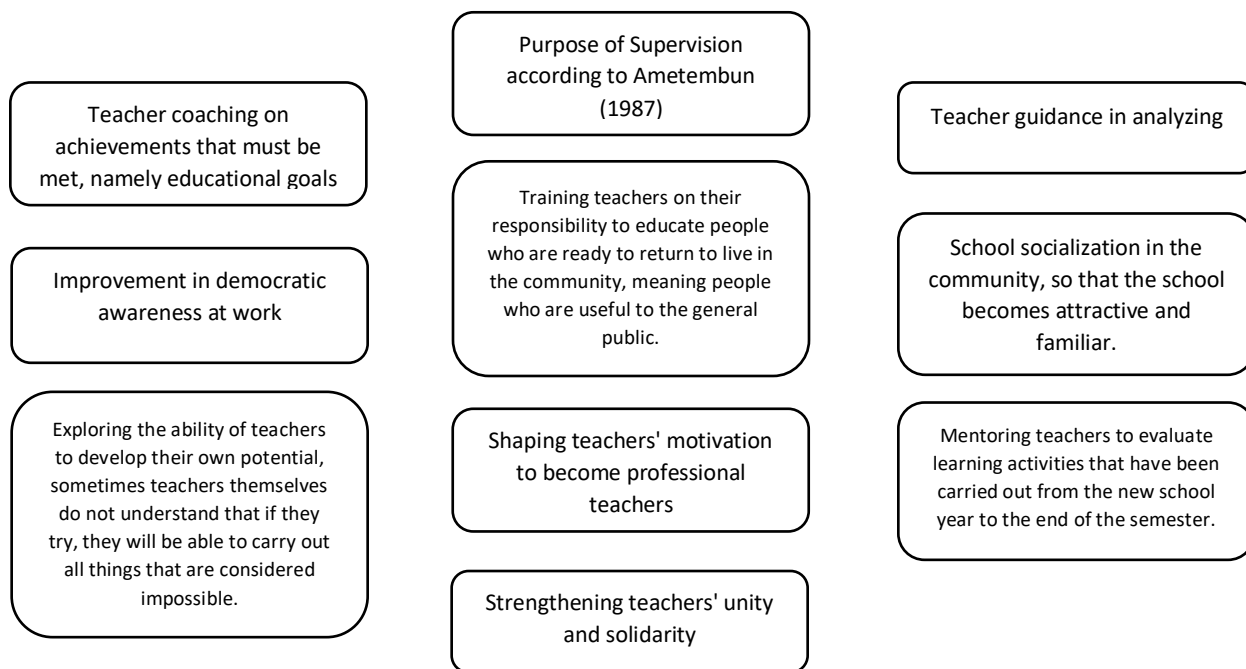 Purpose of Supervision
according to Ametembun
(1987)
Teacher coaching on
achievements that must be
met, namely educational goals
Improvement in democratic
awareness at work
Exploring the ability of teachers
to develop their own potential,
sometimes teachers themselves
do not understand that if they
try, they will be able to carry out
all things that are considered
impossible.
Training teachers on their
responsibility to educate people
who are ready to return to live in
the community, meaning people
who are useful to the general
public.
Shaping teachers' motivation
to become professional
teachers
Strengthening teachers' unity
and solidarity
Teacher guidance in analyzing
School socialization in the
community, so that the school
becomes attractive and
familiar.
Mentoring teachers to evaluate
learning activities that have been
carried out from the new school
year to the end of the semester.